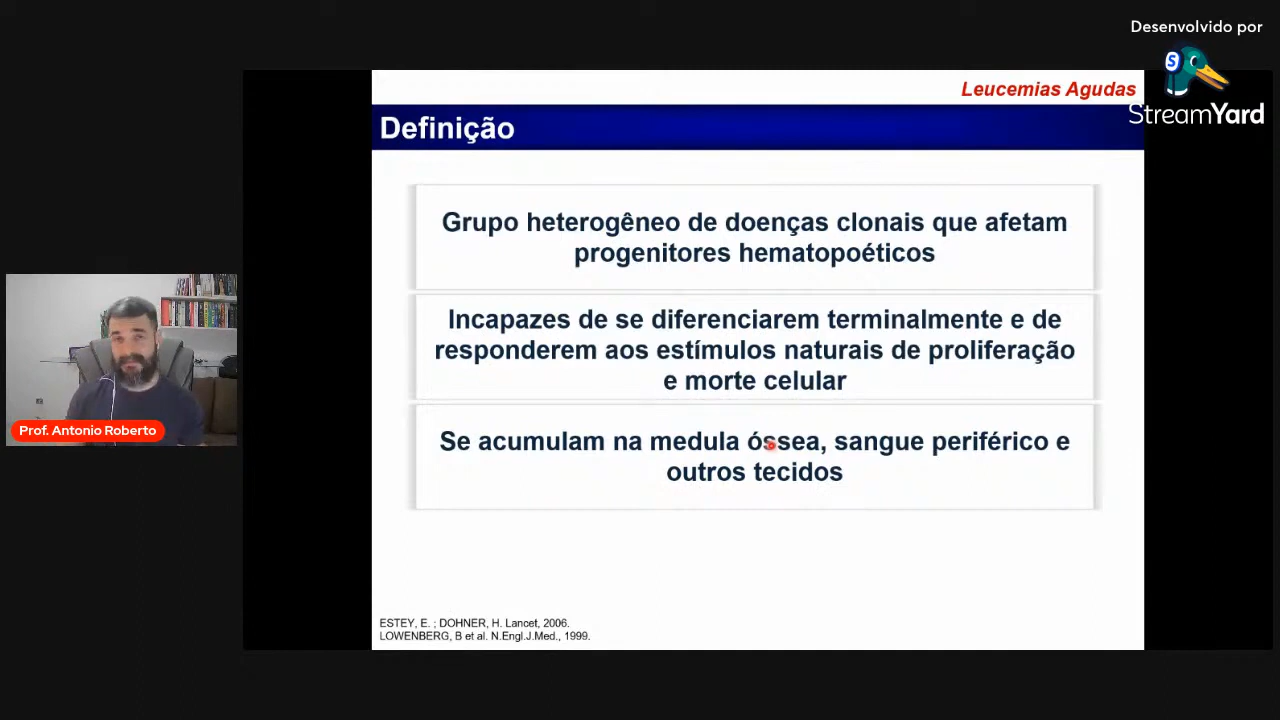 Desenvolvido por
StreamYard
Leucemias Agudas
Definição
Grupo heterogêneo de doenças clonais que afetam
progenitores hematopoéticos
Incapazes de se diferenciarem terminalmente e de
responderem aos estímulos naturais de proliferação
e morte celular
Se acumulam na medula óssea, sangue periférico e
outros tecidos
Prof. Antonio Roberto
ESTEY, E. ; DOHNER, H. Lancet, 2006.
LOWENBERG, B et al. N.Engl.J.Med., 1999.